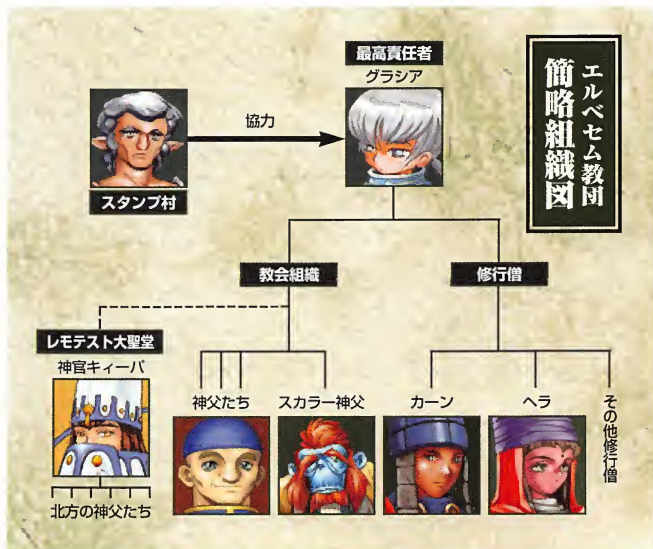 エルベセム教団
簡略組織図
最高責任者
グラシア
協力
スタンプ村
教会組織
修行僧
レモテスト大聖堂
神官キィーパ
神父たち
スカラー神父
カーン
ヘラ
その他修行僧
北方の神父たち